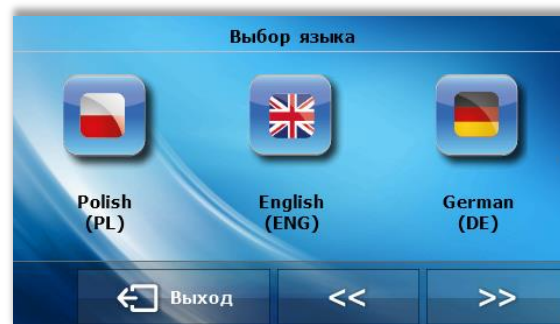 Выбор языка
Polish
(PL)
English
(ENG)
German
(DE)
Выход
<<
>>